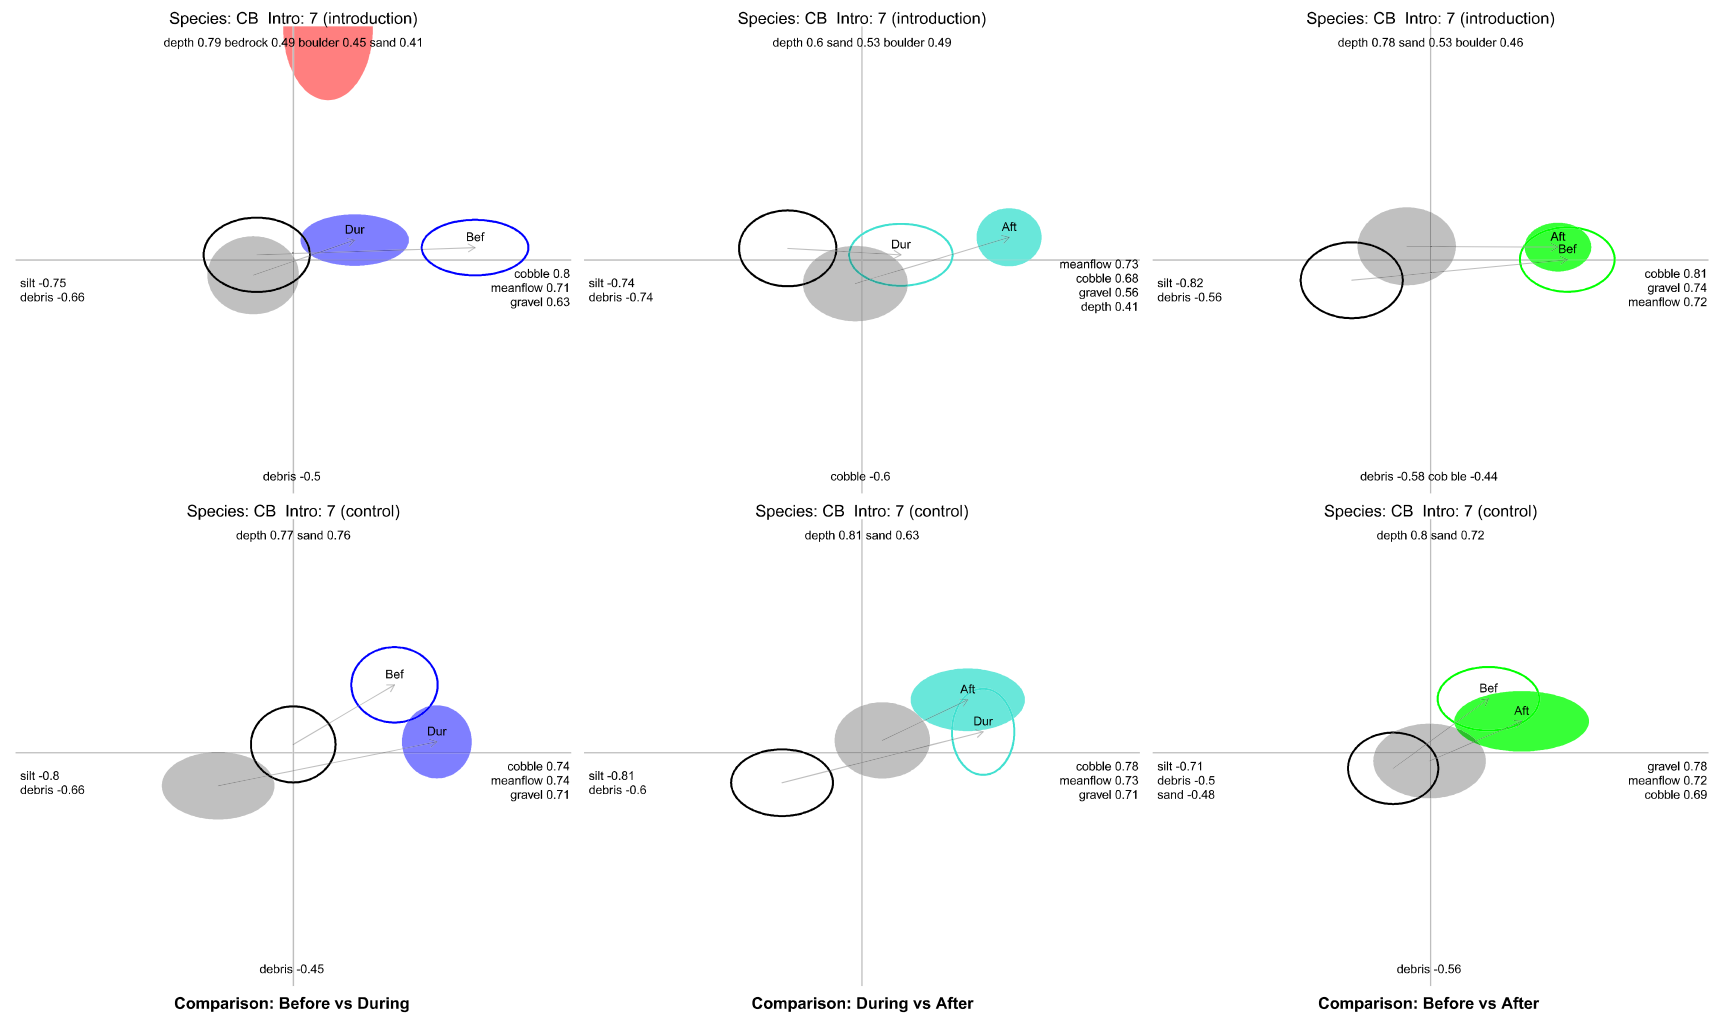 Species: CB  Intro: 7 (introduction)
depth 0.79 bedrock 0.49 boulder 0.45 sand 0.41
Dur
Bef
silt -0.75
debris -0.66
cobble 0.8
meanflow 0.71
gravel 0.63
debris -0.5
Species: CB  Intro: 7 (introduction)
depth 0.6 sand 0.53 boulder 0.49
Dur
Aft
silt -0.74
debris -0.74
meanflow 0.73
cobble 0.68
gravel 0.56
depth 0.41
cobble -0.6
Species: CB  Intro: 7 (introduction)
depth 0.78 sand 0.53 boulder 0.46
Aft
Bef
silt -0.82
debris -0.56
cobble 0.81
gravel 0.74
meanflow 0.72
debris -0.58 cob ble -0.44
Species: CB  Intro: 7 (control)
depth 0.77 sand 0.76
Bef
Dur
silt -0.8
debris -0.66
cobble 0.74
meanflow 0.74
gravel 0.71
debris -0.45
Comparison: Before vs During
Species: CB  Intro: 7 (control)
depth 0.81 sand 0.63
Aft
Dur
silt -0.81
debris -0.6
cobble 0.78
meanflow 0.73
gravel 0.71
Comparison: During vs After
Species: CB  Intro: 7 (control)
depth 0.8 sand 0.72
Bef
Aft
silt -0.71
debris -0.5
sand -0.48
gravel 0.78
meanflow 0.72
cobble 0.69
debris -0.56
Comparison: Before vs After